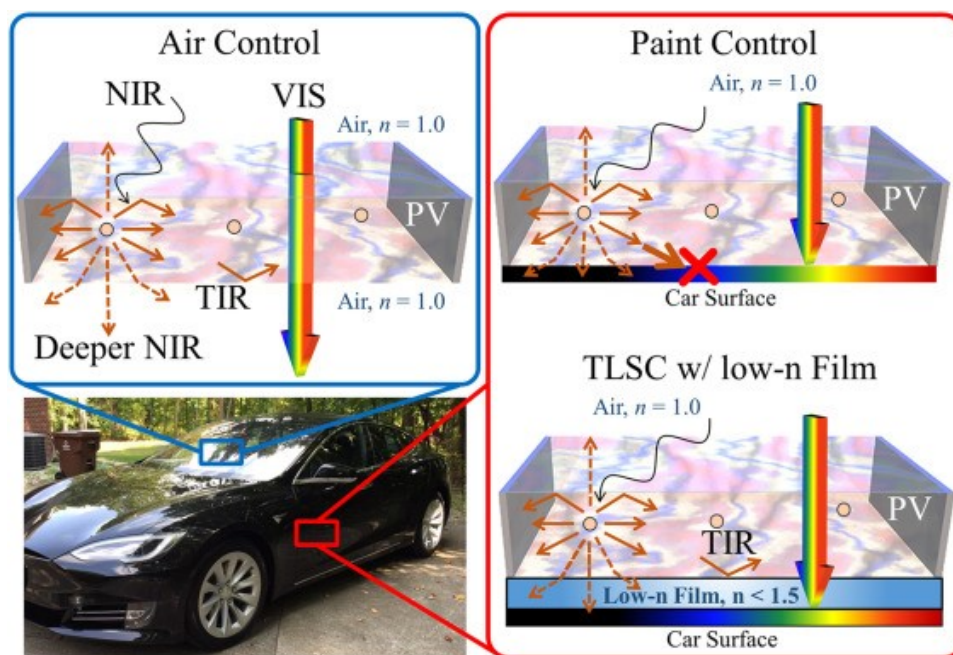 Air Control
NIR
VIS
Air, n = 1.0
PV
TIR
Air, n = 1.0
Deeper NIR
Paint Control
Air, n = 1.0
PV
Car Surface
TLSC w/ low-n Film
Air, n = 1.0
PV
TIR
Low-n Film, n < 1.5
Car Surface